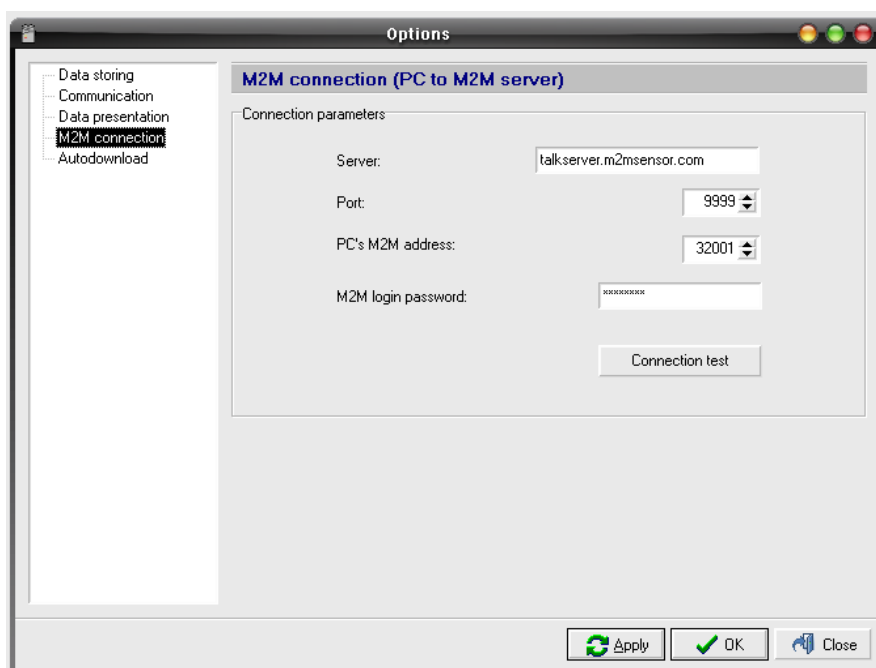 Options
Data storing
Communication
Data presentation
M2M connection
Autodownload
M2M connection (PC to M2M server)
Connection parameters
Server: talkserver.m2msensor.com
Port: 9999
PC's M2M address: 32001
M2M login password: ********
Connection test
Apply OK Close